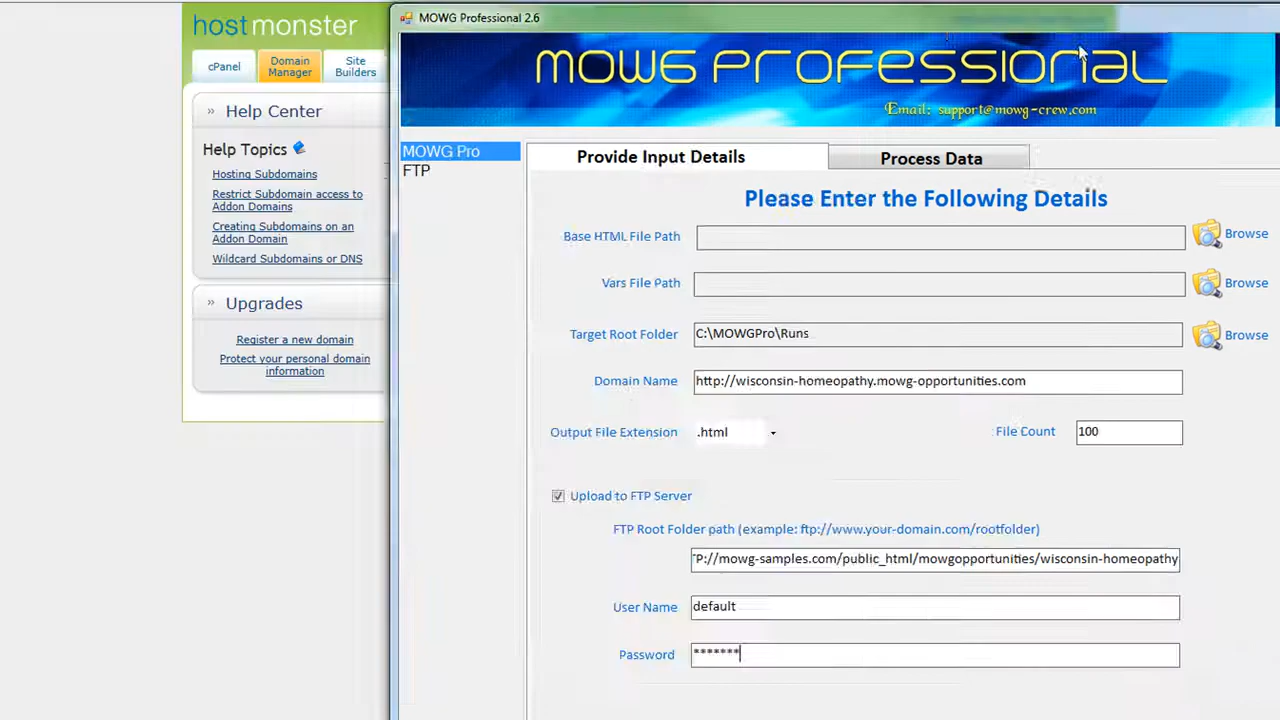 hostmonster
cPanel
Domain
Manager
Site
Builders
» Help Center
Help Topics
Hosting Subdomains
Restrict Subdomain access to
Addon Domains
Creating Subdomains on an
Addon Domain
Wildcard Subdomains or DNS
» Upgrades
Register a new domain
Protect your personal domain
information
MOWG Professional 2.6
MOWG PROFESSIONAL
Email: support@mowg-crew.com
MOWG Pro
FTP
Provide Input Details
Process Data
Please Enter the Following Details
Base HTML File Path
Browse
Vars File Path
Browse
Target Root Folder C:\MOWGPro\Runs
Browse
Domain Name http://wisconsin-homeopathy.mowg-opportunities.com
Output File Extension .html
File Count 100
Upload to FTP Server
FTP Root Folder path (example: ftp://www.your-domain.com/rootfolder)
P://mowg-samples.com/public_html/mowgopportunities/wisconsin-homeopathy
User Name default
Password *******